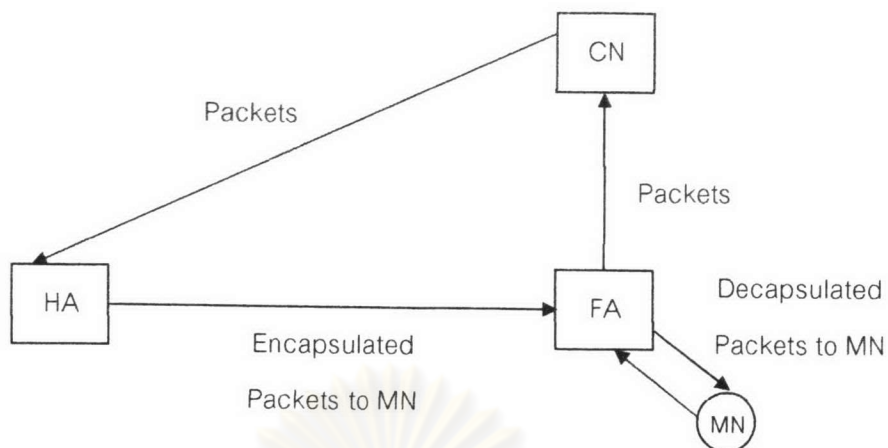 CN
Packets
Packets
HA
FA
Decapsulated
Packets to MN
Encapsulated
Packets to MN
MN